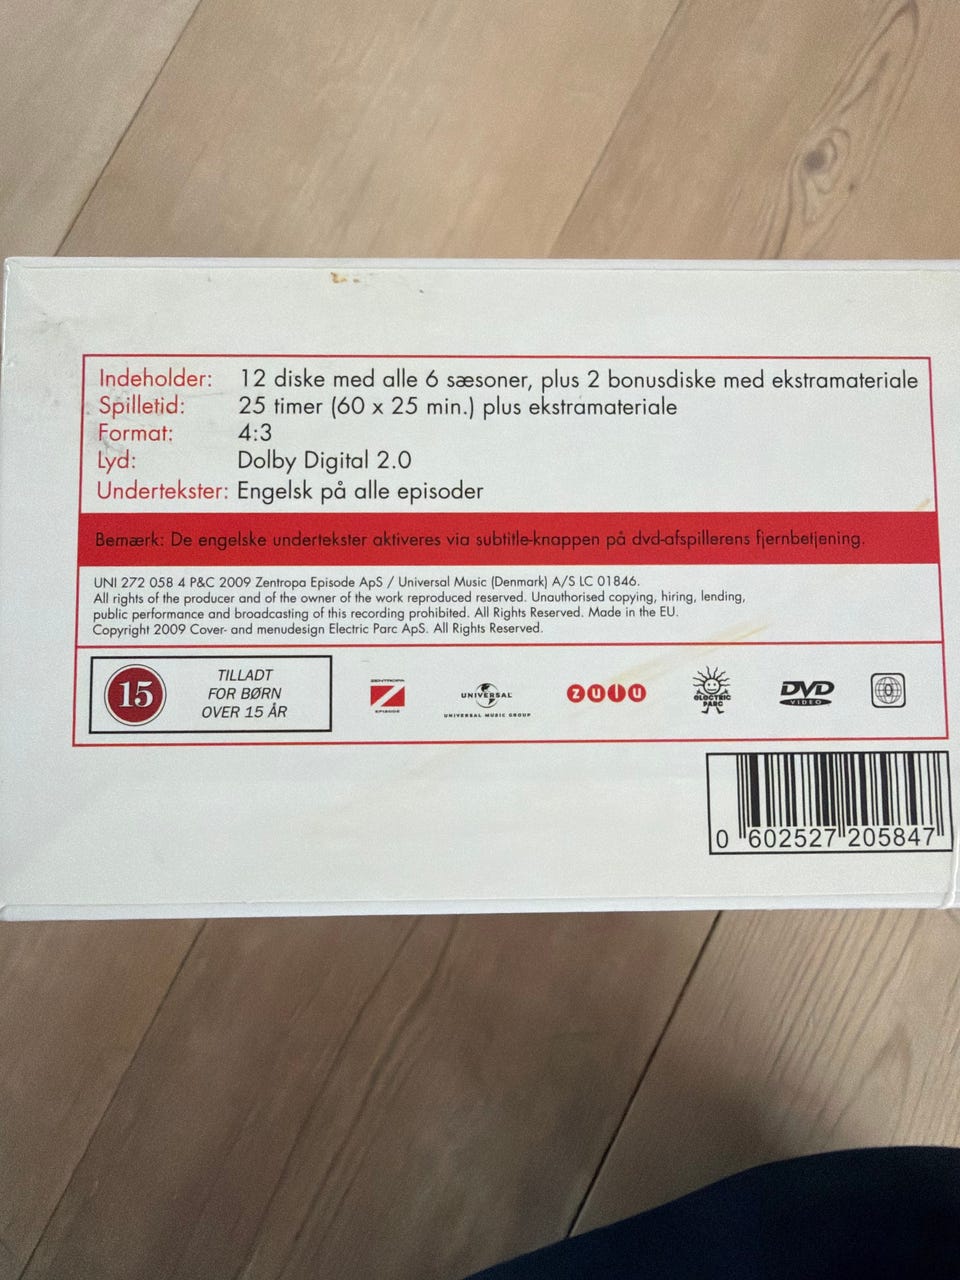 Indeholder: 12 diske med alle 6 sæsoner, plus 2 bonusdiske med ekstramateriale
Spilletid: 25 timer (60 x 25 min.) plus ekstramateriale
Format: 4:3
Lyd: Dolby Digital 2.0
Undertekster: Engelsk på alle episoder
Bemærk: De engelske undertekster aktiveres via subtitle-knappen på dvd-afspillerens fjernbetjening.
UNI 272 058 4 P&C 2009 Zentropa Episode ApS / Universal Music (Denmark) A/S LC 01846.
All rights of the producer and of the owner of the work reproduced reserved. Unauthorised copying, hiring, lending,
public performance and broadcasting of this recording prohibited. All Rights Reserved. Made in the EU.
Copyright 2009 Cover- and menudesign Electric Parc ApS. All Rights Reserved.
15
TILLADT
FOR BØRN
OVER 15 ÅR
ZENTROPA
EPISODE
UNIVERSAL
UNIVERSAL MUSIC GROUP
ZULU
ELECTRIC
PARC
DVD
VIDEO
0
0 602527 205847